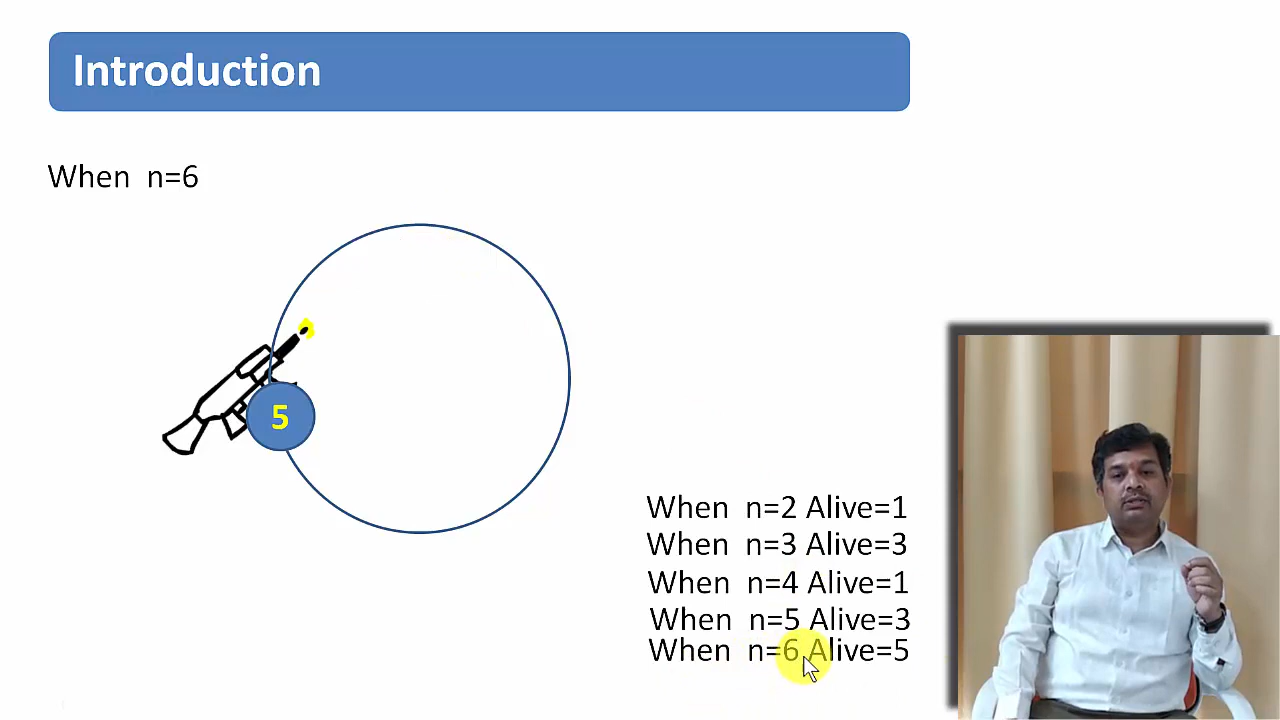 Introduction
When n=6
5
When n=2 Alive=1
When n=3 Alive=3
When n=4 Alive=1
When n=5 Alive=3
When n=6 Alive=5